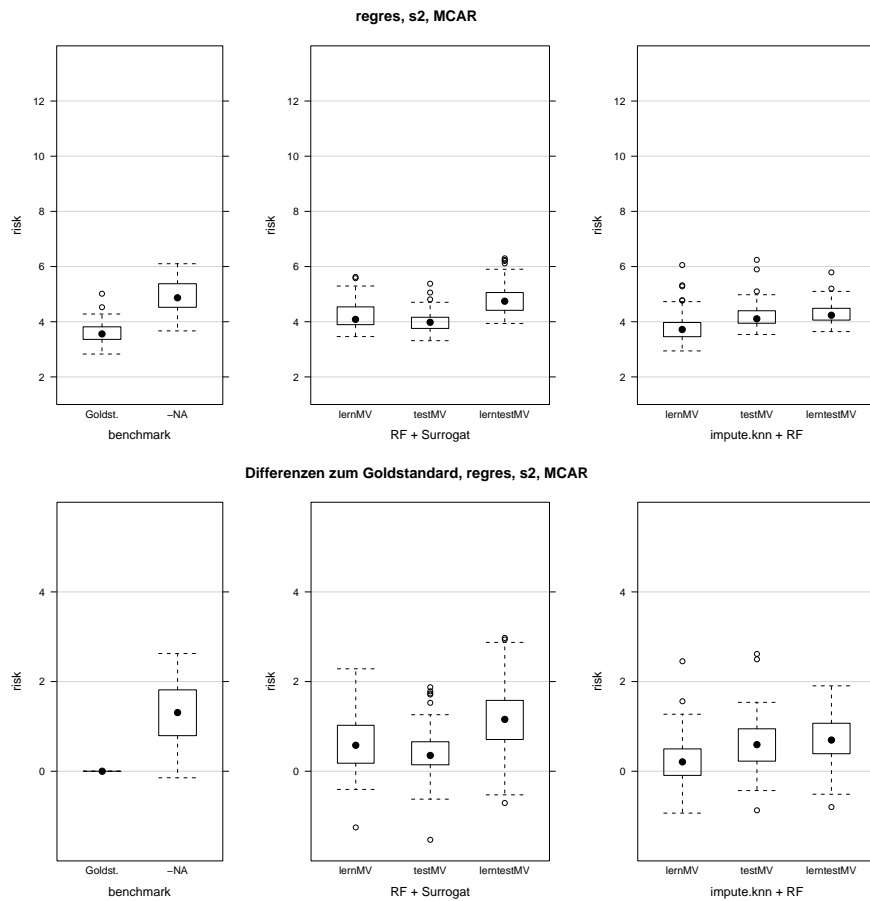 regres, s2, MCAR
risk
12
10
8
6
4
2
Goldst.
−NA
benchmark
risk
12
10
8
6
4
2
lernMV
testMV
lerntestMV
RF + Surrogat
risk
12
10
8
6
4
2
lernMV
testMV
lerntestMV
impute.knn + RF
Differenzen zum Goldstandard, regres, s2, MCAR
risk
4
2
0
Goldst.
−NA
benchmark
risk
4
2
0
lernMV
testMV
lerntestMV
RF + Surrogat
risk
4
2
0
lernMV
testMV
lerntestMV
impute.knn + RF